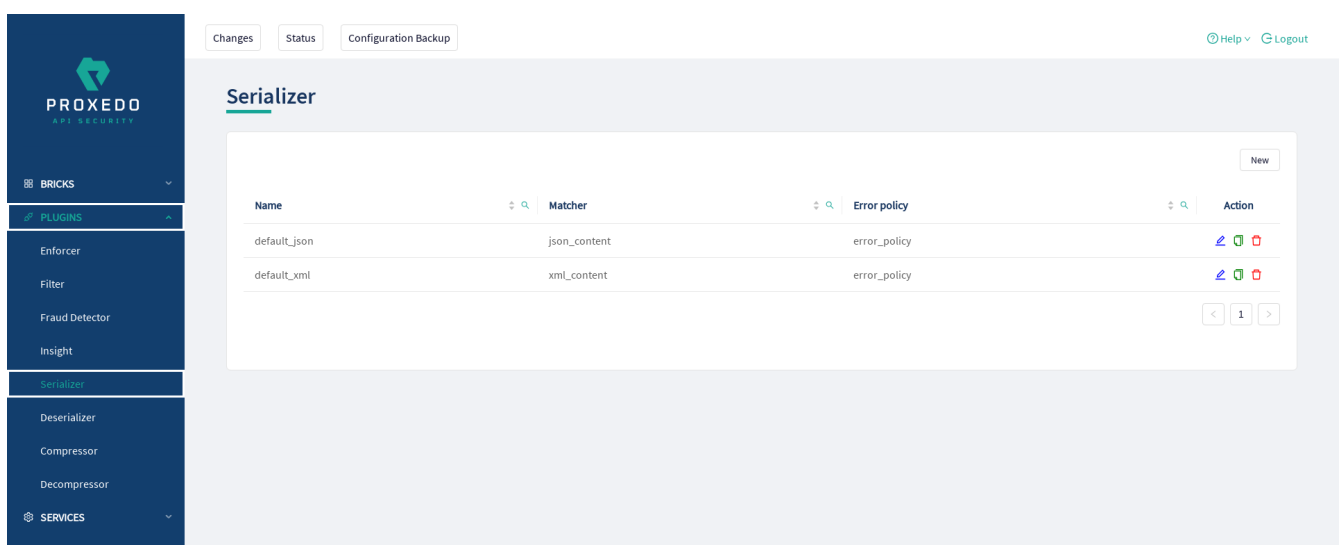 Changes Status Configuration Backup Help Logout
PROXEDO
API SECURITY
Serializer
New
BRICKS
PLUGINS
Enforcer
Filter
Fraud Detector
Insight
Serializer
Deserializer
Compressor
Decompressor
SERVICES
Name Matcher Error policy Action
default_json json_content error_policy
default_xml xml_content error_policy
< 1 >